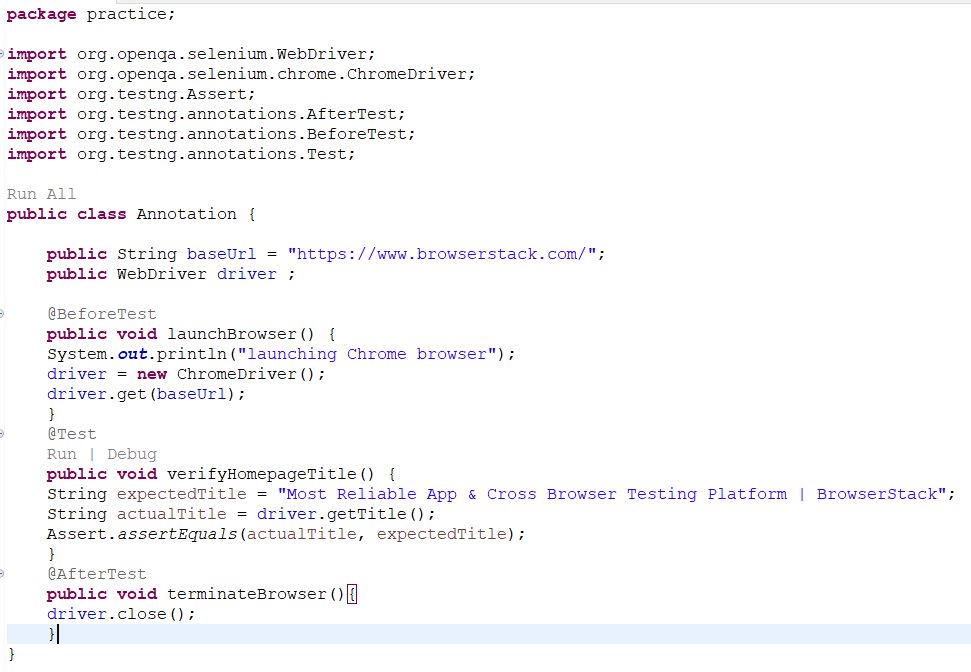 package practice;
import org.openqa.selenium.WebDriver;
import org.openqa.selenium.chrome.ChromeDriver;
import org.testng.Assert;
import org.testng.annotations.AfterTest;
import org.testng.annotations.BeforeTest;
import org.testng.annotations.Test;
Run All
public class Annotation {
public String baseUrl = "https://www.browserstack.com/";
public WebDriver driver ;
@BeforeTest
public void launchBrowser() {
System.out.println("launching Chrome browser");
driver = new ChromeDriver();
driver.get(baseUrl);
}
@Test
Run | Debug
public void verifyHomepageTitle() {
String expectedTitle = "Most Reliable App & Cross Browser Testing Platform | BrowserStack";
String actualTitle = driver.getTitle();
Assert.assertEquals(actualTitle, expectedTitle);
}
@AfterTest
public void terminateBrowser(){
driver.close();
}
}